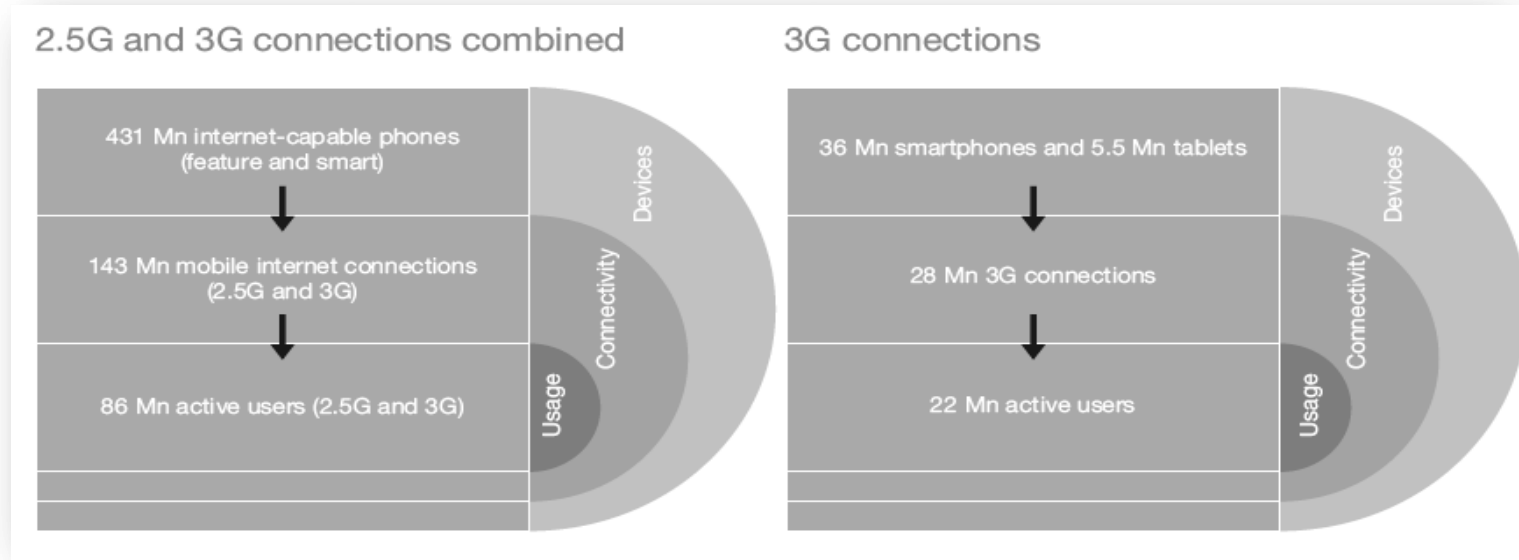 2.5G and 3G connections combined
431 Mn internet-capable phones
(feature and smart)
143 Mn mobile internet connections
(2.5G and 3G)
86 Mn active users (2.5G and 3G)
Devices
Connectivity
Usage
3G connections
36 Mn smartphones and 5.5 Mn tablets
28 Mn 3G connections
22 Mn active users
Devices
Connectivity
Usage